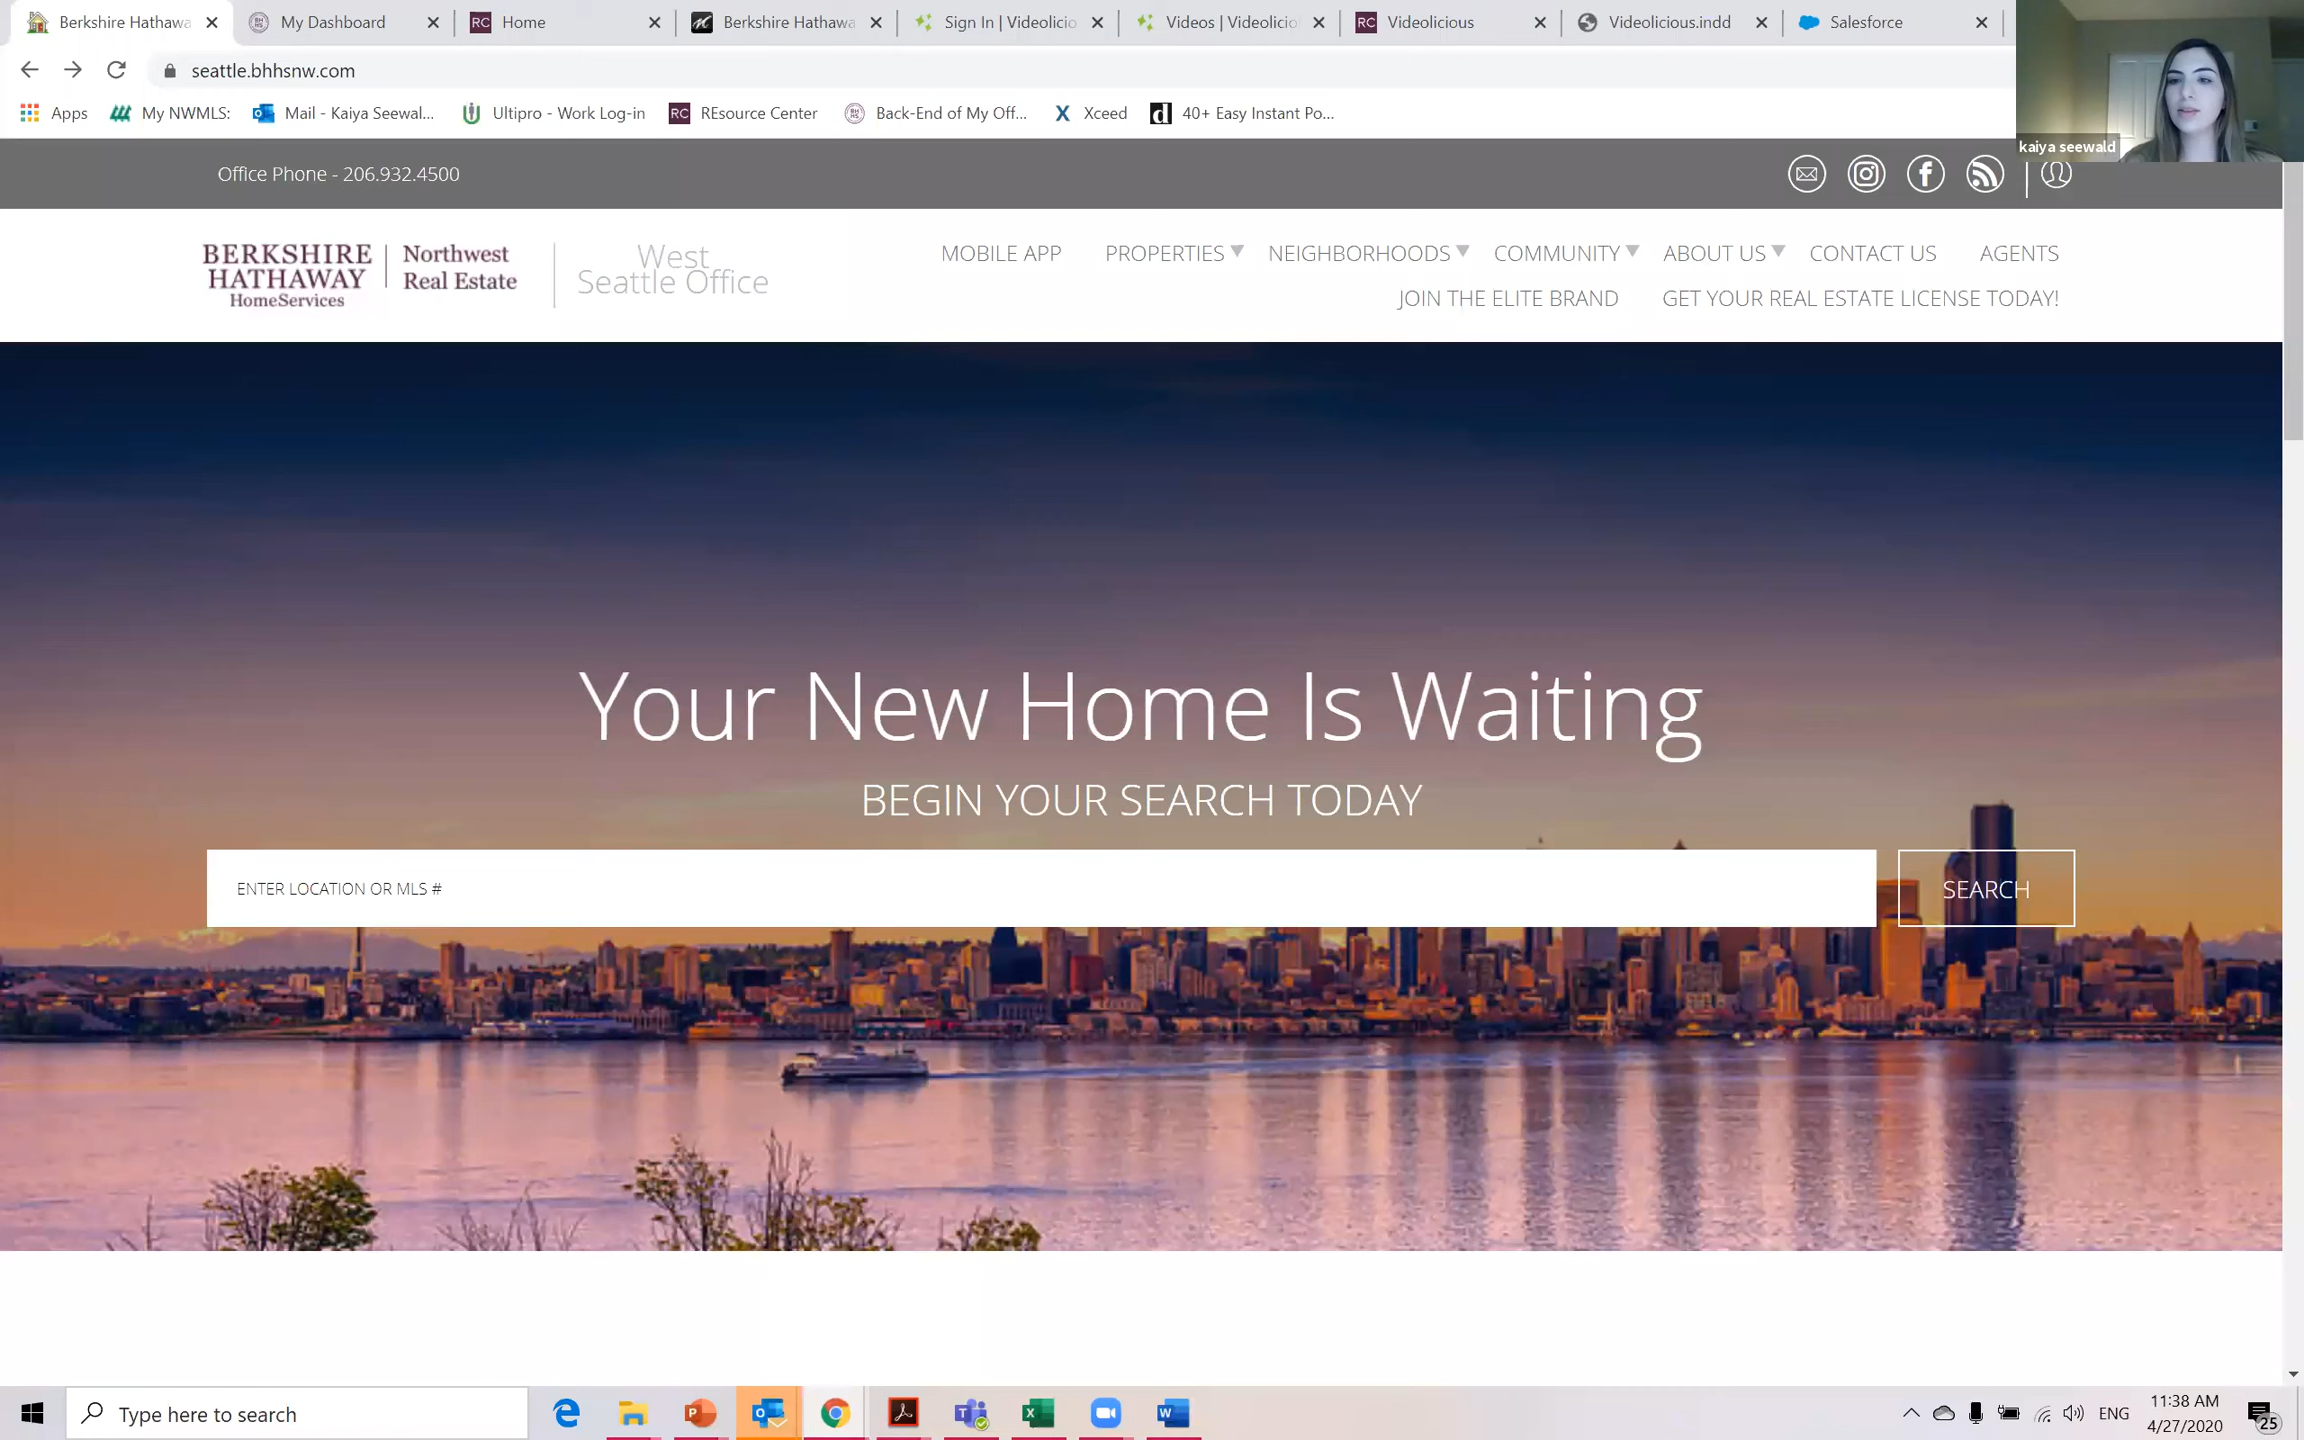 Berkshire Hathawa
My Dashboard
RC Home
Berkshire Hathawa
Sign In | Videolicio
Videos | Videolicio
RC Videolicious
Videolicious.indd
Salesforce
seattle.bhhsnw.com
kaiya seewald
Apps
My NWMLS:
Mail - Kaiya Seewal...
Ultipro - Work Log-in
RC REsource Center
Back-End of My Off...
X Xceed
d 40+ Easy Instant Po...
Office Phone - 206.932.4500
BERKSHIRE
HATHAWAY
HomeServices
Northwest
Real Estate
West
Seattle Office
MOBILE APP PROPERTIES NEIGHBORHOODS COMMUNITY ABOUT US CONTACT US AGENTS
JOIN THE ELITE BRAND GET YOUR REAL ESTATE LICENSE TODAY!
Your New Home Is Waiting
BEGIN YOUR SEARCH TODAY
ENTER LOCATION OR MLS #
SEARCH
Type here to search
ENG
11:38 AM
4/27/2020
25